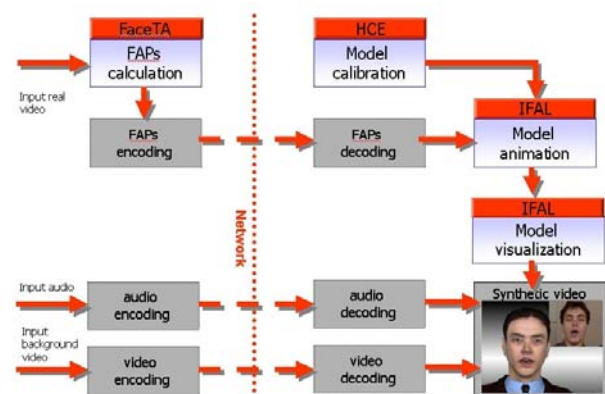 FaceTA
FAPs
calculation
HCE
Model
calibration
Input real
video
IFAL
Model
animation
FAPs
encoding
FAPs
decoding
IFAL
Model
visualization
Network
Input audio
audio
encoding
audio
decoding
Synthetic video
Input
background
video
video
encoding
video
decoding